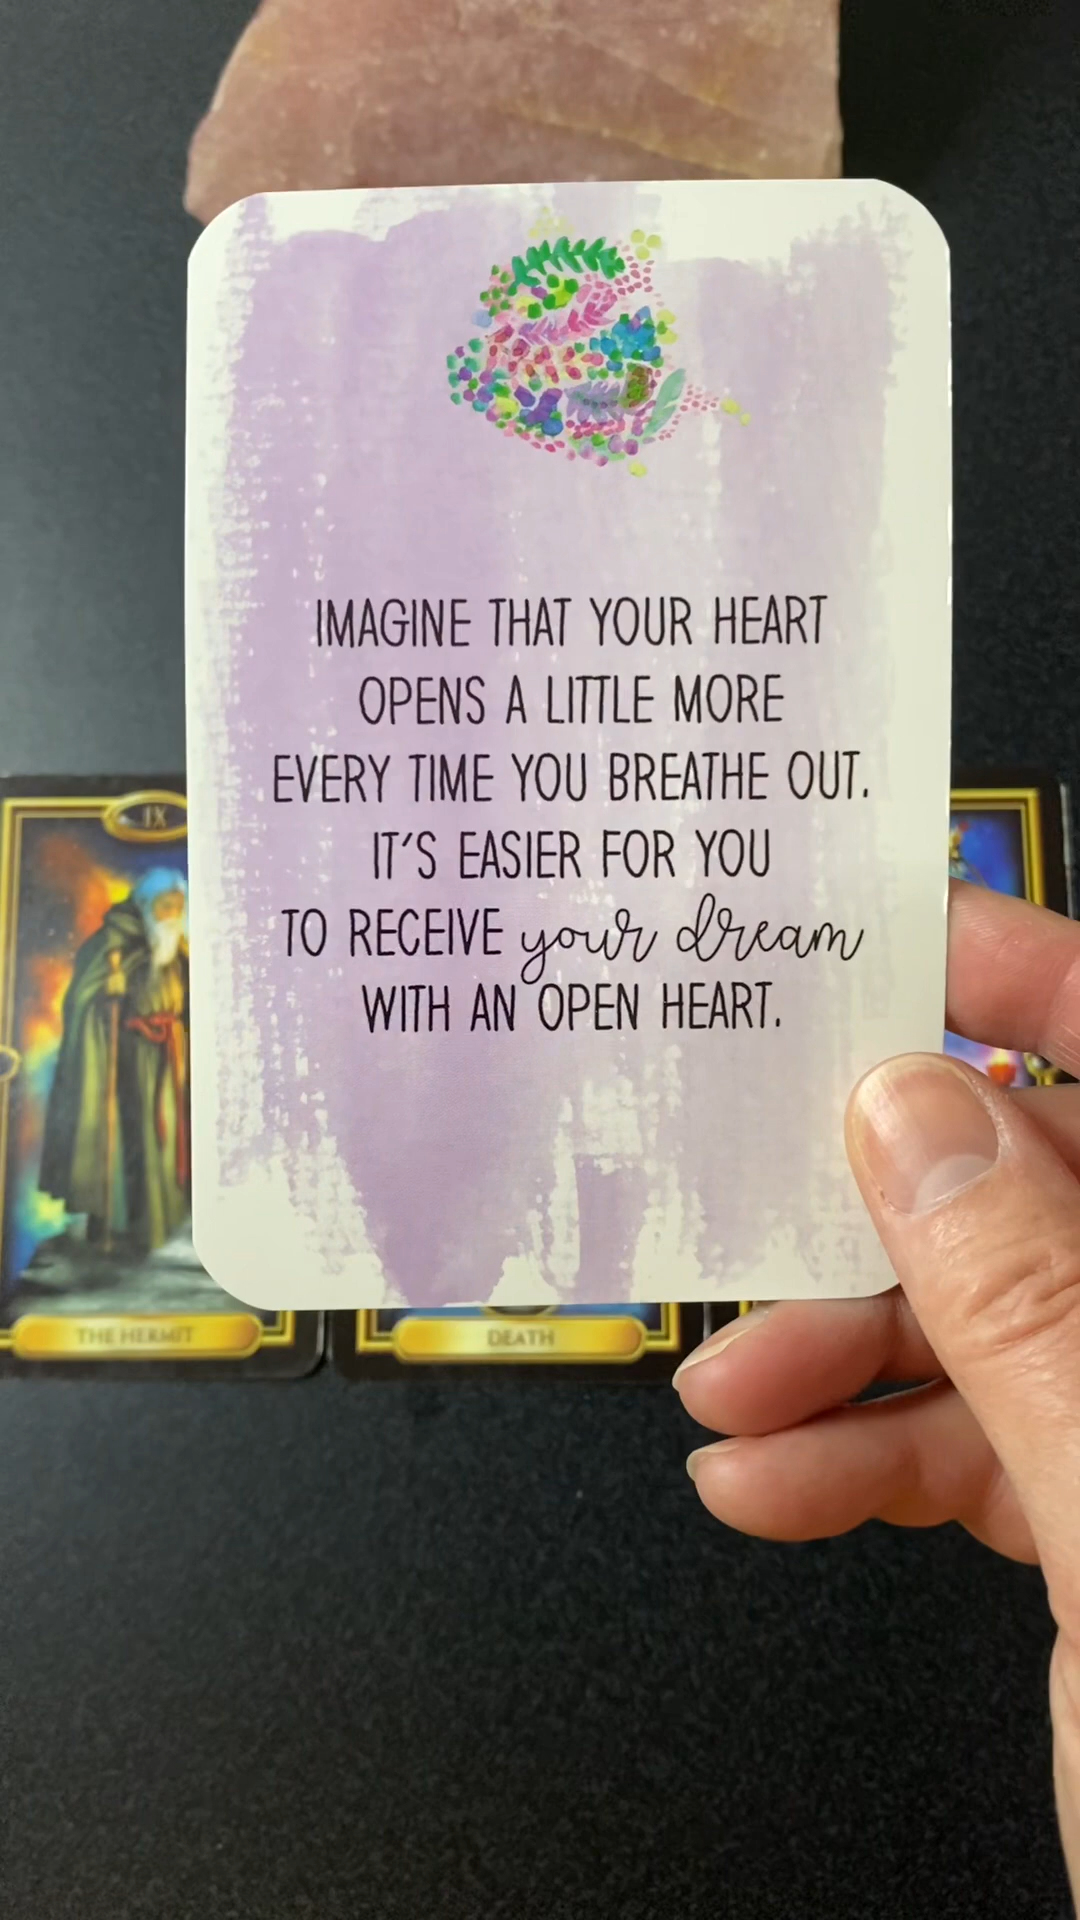 IMAGINE THAT YOUR HEART
OPENS A LITTLE MORE
EVERY TIME YOU BREATHE OUT.
IT'S EASIER FOR YOU
TO RECEIVE your dream
WITH AN OPEN HEART.
IX
THE HERMIT
DEATH